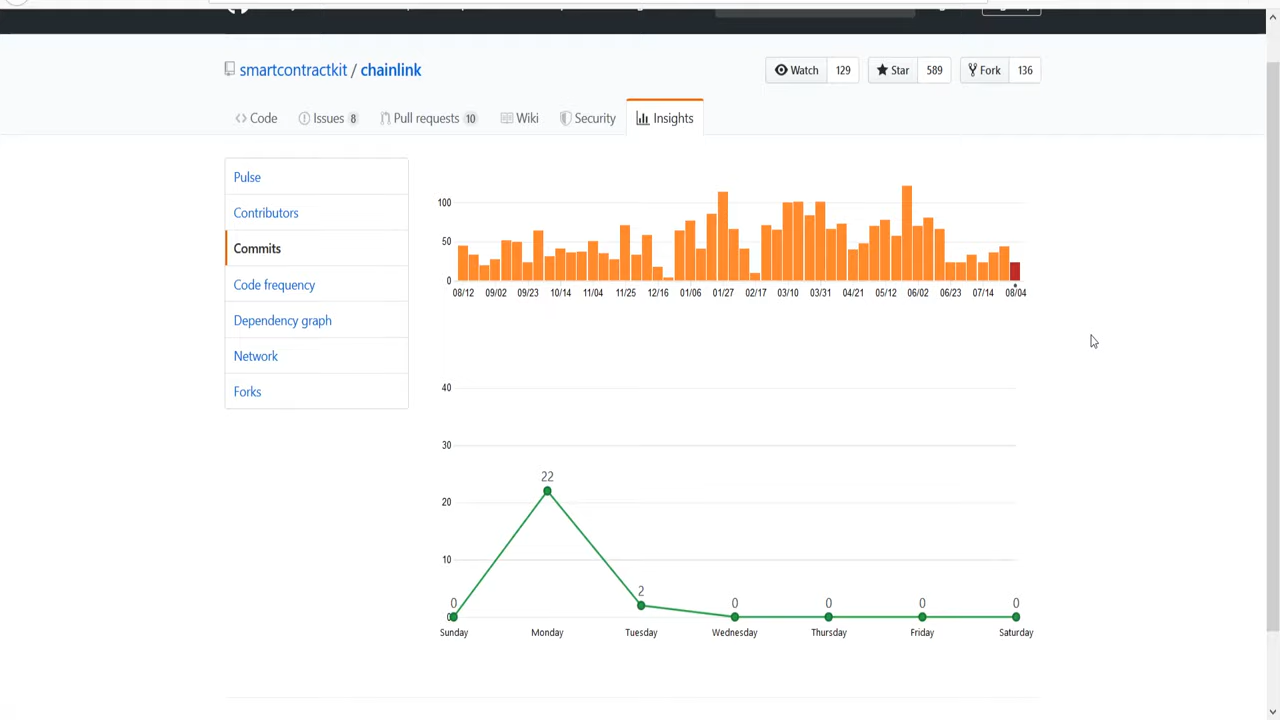 smartcontractkit / chainlink
Watch 129 Star 589 Fork 136
Code Issues 8 Pull requests 10 Wiki Security Insights
Pulse
Contributors
Commits
Code frequency
Dependency graph
Network
Forks
100
50
0
08/12 09/02 09/23 10/14 11/04 11/25 12/16 01/06 01/27 02/17 03/10 03/31 04/21 05/12 06/02 06/23 07/14 08/04
40
30
20
10
0
0 22 2 0 0 0 0
Sunday Monday Tuesday Wednesday Thursday Friday Saturday